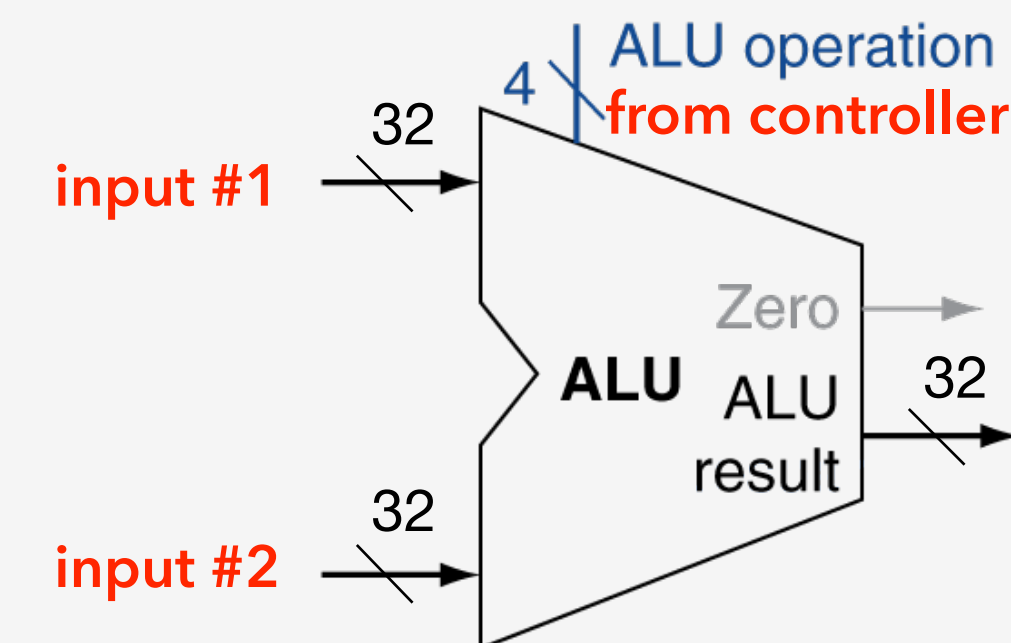 ALU operation
4
from controller
32
input #1
Zero
ALU
ALU
result
32
32
input #2